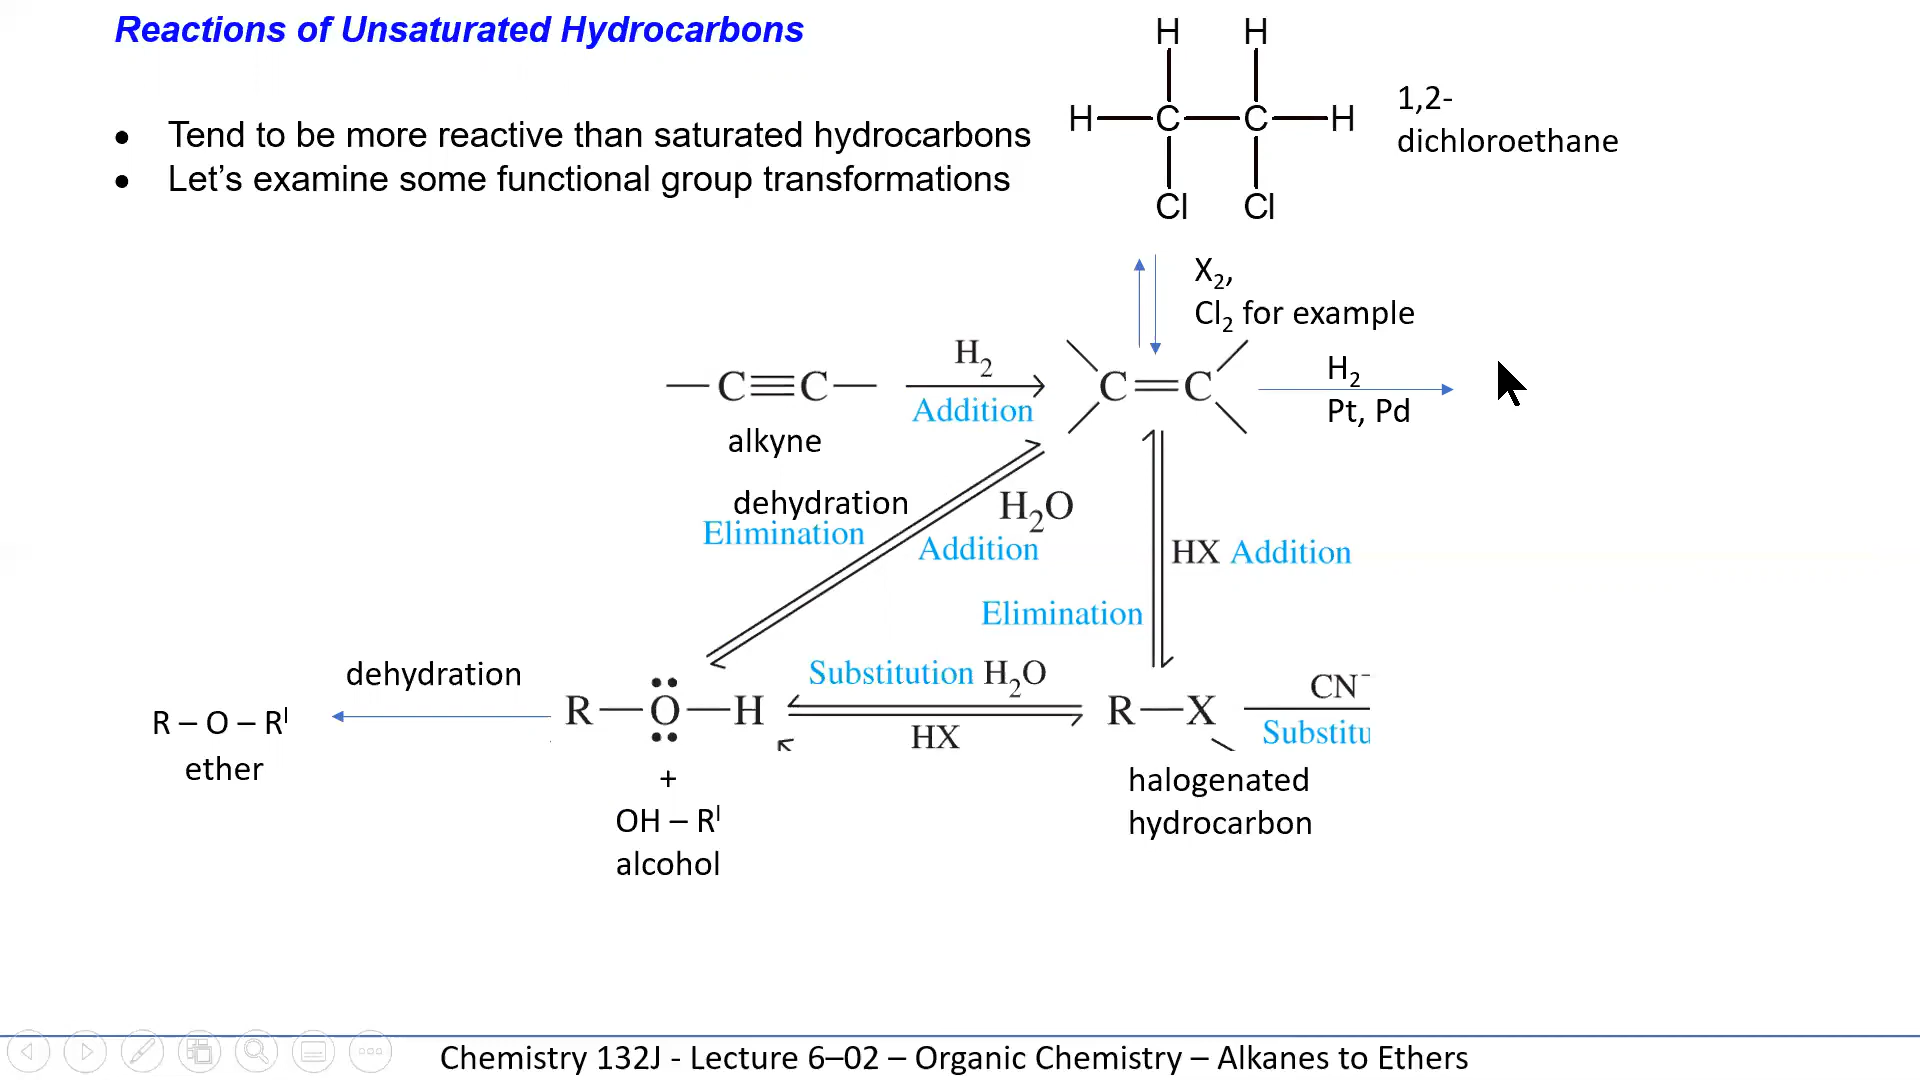 Reactions of Unsaturated Hydrocarbons
• Tend to be more reactive than saturated hydrocarbons
• Let’s examine some functional group transformations
H H
H—C—C—H
Cl Cl
1,2-
dichloroethane
X₂,
Cl₂ for example
—C≡C—
alkyne
H₂
Addition
C=C
H₂
Pt, Pd
dehydration
Elimination
H₂O
Addition
HX Addition
Elimination
dehydration
R – O – Rᴵ
ether
R—O—H
+
OH – Rᴵ
alcohol
Substitution H₂O
HX
R—X
halogenated
hydrocarbon
CN⁻
Substitu
Chemistry 132J - Lecture 6–02 – Organic Chemistry – Alkanes to Ethers